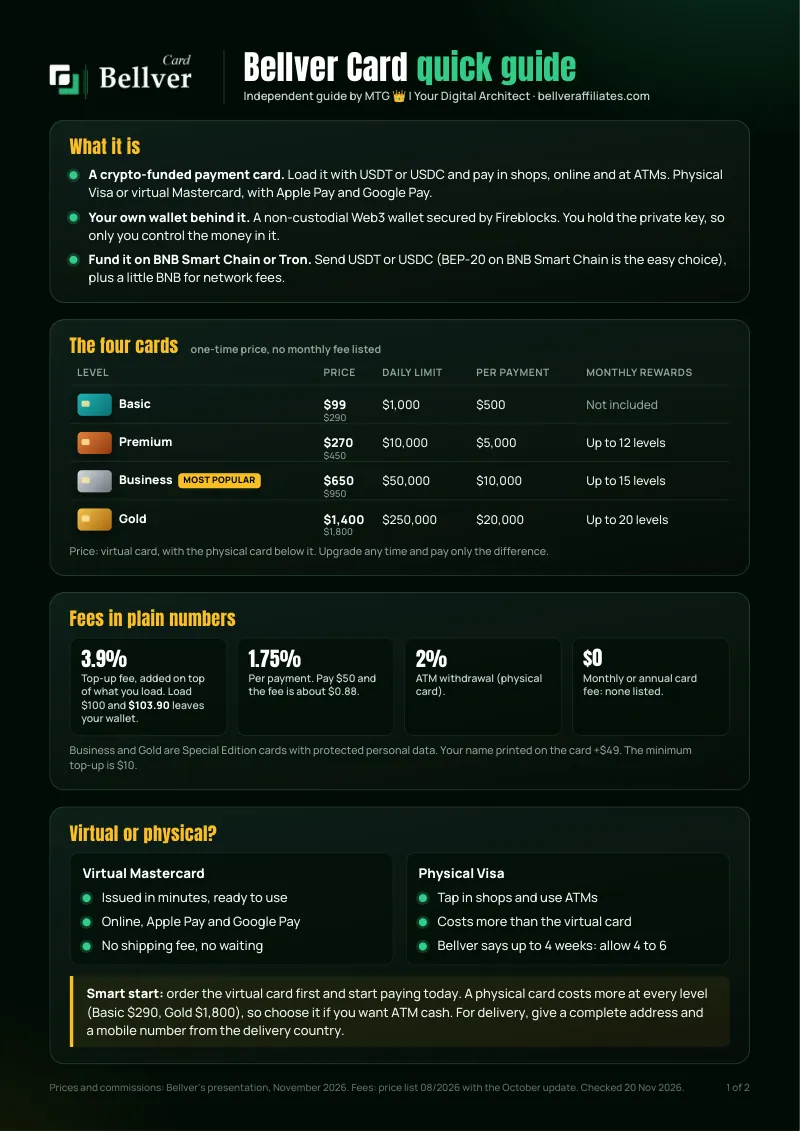 Card
Bellver
Bellver Card quick guide
Independent guide by MTG 👑 | Your Digital Architect · bellveraffiliates.com
What it is
A crypto-funded payment card. Load it with USDT or USDC and pay in shops, online and at ATMs. Physical
Visa or virtual Mastercard, with Apple Pay and Google Pay.
Your own wallet behind it. A non-custodial Web3 wallet secured by Fireblocks. You hold the private key, so
only you control the money in it.
Fund it on BNB Smart Chain or Tron. Send USDT or USDC (BEP-20 on BNB Smart Chain is the easy choice),
plus a little BNB for network fees.
The four cards one-time price, no monthly fee listed
LEVEL PRICE DAILY LIMIT PER PAYMENT MONTHLY REWARDS
Basic $99 $1,000 $500 Not included
$290
Premium $270 $10,000 $5,000 Up to 12 levels
$450
Business MOST POPULAR $650 $50,000 $10,000 Up to 15 levels
$950
Gold $1,400 $250,000 $20,000 Up to 20 levels
$1,800
Price: virtual card, with the physical card below it. Upgrade any time and pay only the difference.
Fees in plain numbers
3.9%
Top-up fee, added on top
of what you load. Load
$100 and $103.90 leaves
your wallet.
1.75%
Per payment. Pay $50 and
the fee is about $0.88.
2%
ATM withdrawal (physical
card).
$0
Monthly or annual card
fee: none listed.
Business and Gold are Special Edition cards with protected personal data. Your name printed on the card +$49. The minimum
top-up is $10.
Virtual or physical?
Virtual Mastercard
Issued in minutes, ready to use
Online, Apple Pay and Google Pay
No shipping fee, no waiting
Physical Visa
Tap in shops and use ATMs
Costs more than the virtual card
Bellver says up to 4 weeks: allow 4 to 6
Smart start: order the virtual card first and start paying today. A physical card costs more at every level
(Basic $290, Gold $1,800), so choose it if you want ATM cash. For delivery, give a complete address and
a mobile number from the delivery country.
Prices and commissions: Bellver's presentation, November 2026. Fees: price list 08/2026 with the October update. Checked 20 Nov 2026. 1 of 2